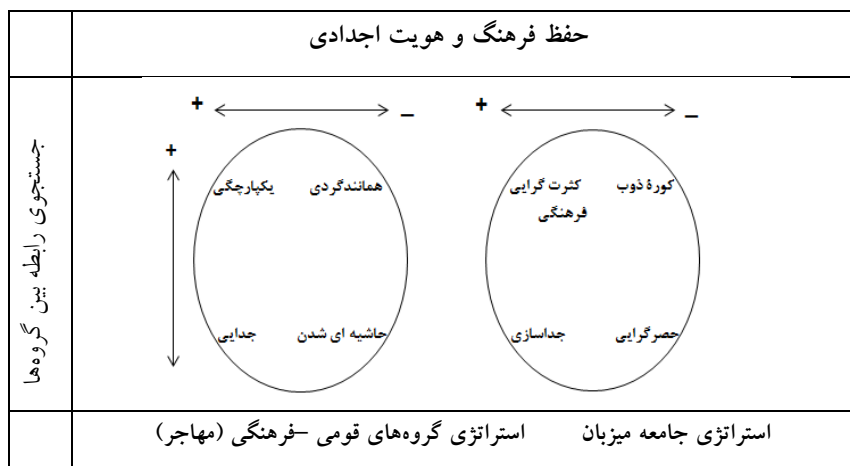 حفظ فرهنگ و هویت اجدادی
جستجوی رابطه بین گروه‌ها
+ −
+ −
+
کورهٔ ذوب
کثرت گرایی
فرهنگی
حصرگرایی
جداسازی
همانندگردی
یکپارچگی
حاشیه ای شدن
جدایی
استراتژی جامعه میزبان
استراتژی گروه‌های قومی –فرهنگی (مهاجر)